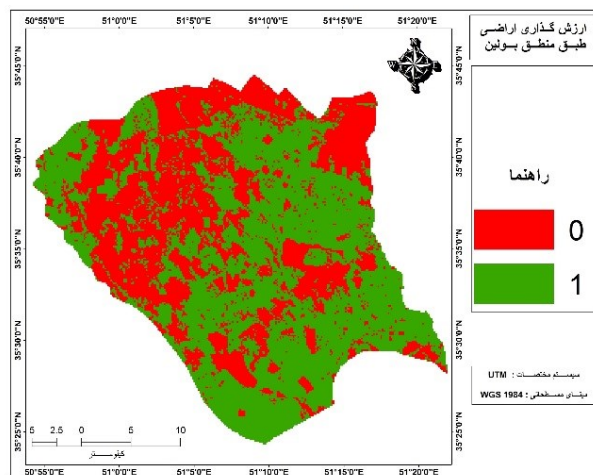 50°55'0"E 51°0'0"E 51°5'0"E 51°10'0"E 51°15'0"E 51°20'0"E
ارزش گذاری اراضی
طبق منطق بولین
35°45'0"N
35°45'0"N
35°40'0"N
35°40'0"N
راهنما
0
35°35'0"N
35°35'0"N
1
35°30'0"N
35°30'0"N
سیستم مختصات : UTM
مبنای مسطحاتی : WGS 1984
35°25'0"N
35°25'0"N
5 2.5 0 5 10
کیلومتر
50°55'0"E 51°0'0"E 51°5'0"E 51°10'0"E 51°15'0"E 51°20'0"E